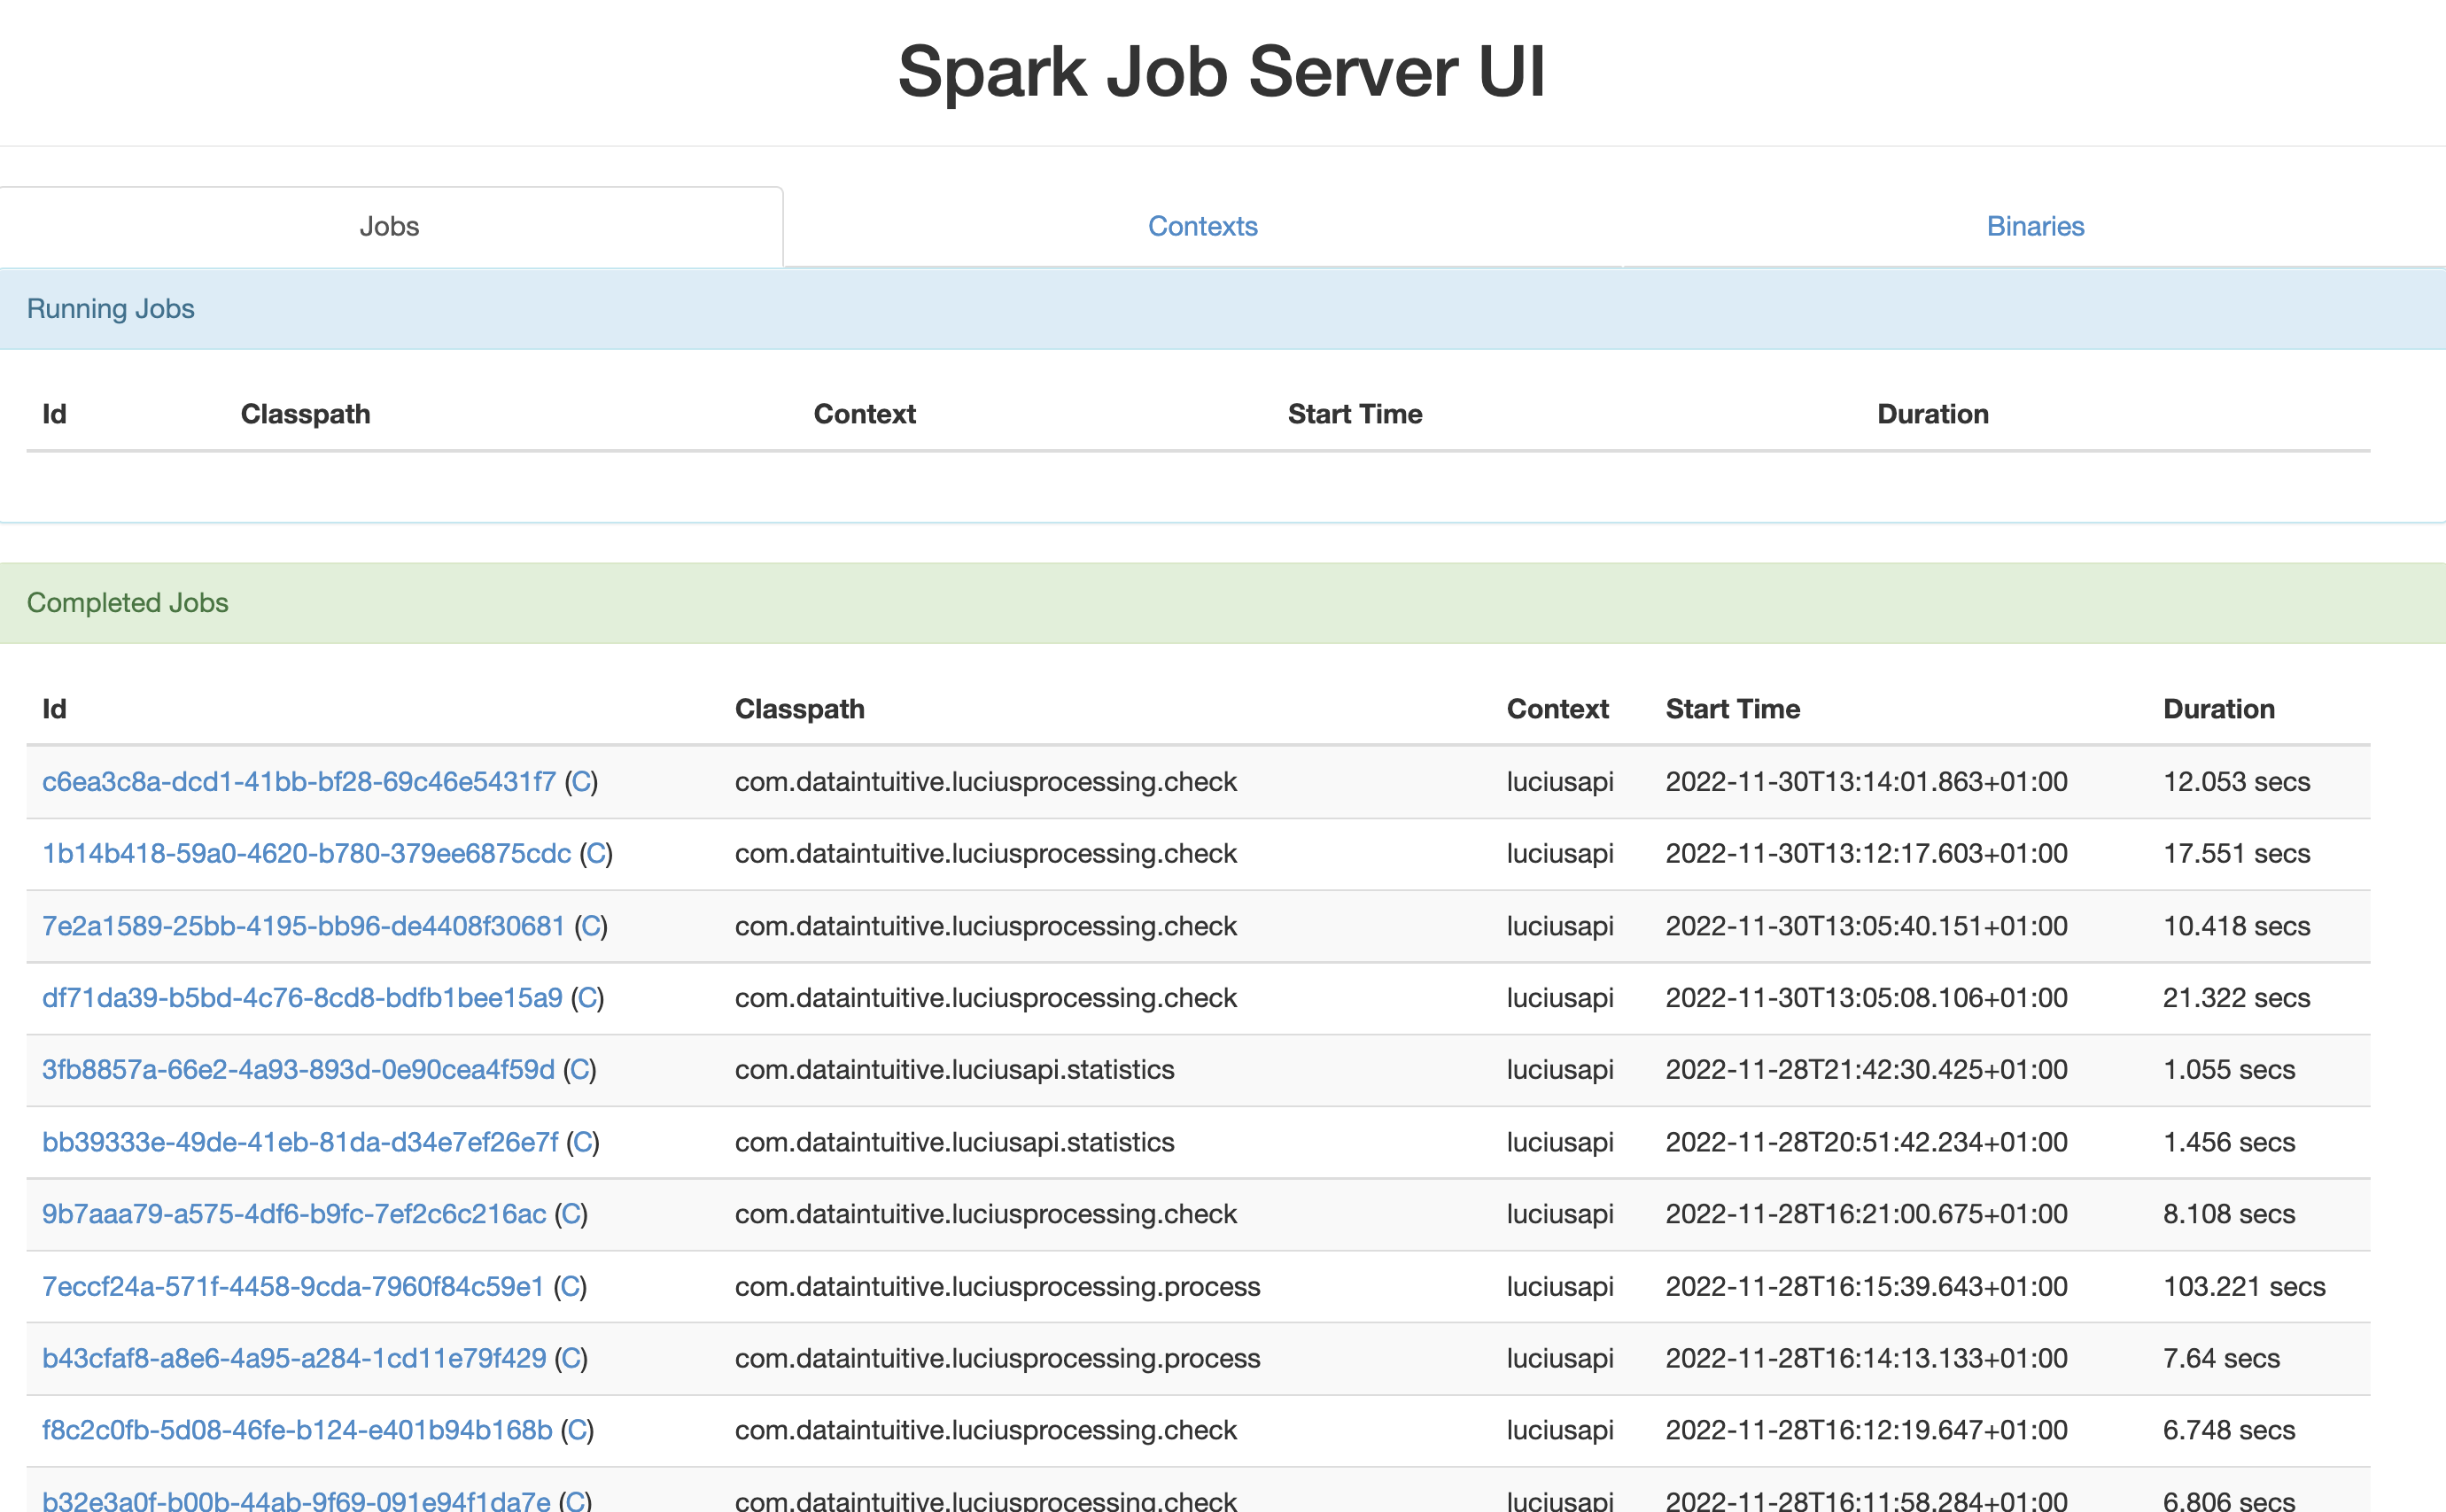 Spark Job Server UI
Jobs Contexts Binaries
Running Jobs
Id Classpath Context Start Time Duration
Completed Jobs
Id Classpath Context Start Time Duration
c6ea3c8a-dcd1-41bb-bf28-69c46e5431f7 (C) com.dataintuitive.luciusprocessing.check luciusapi 2022-11-30T13:14:01.863+01:00 12.053 secs
1b14b418-59a0-4620-b780-379ee6875cdc (C) com.dataintuitive.luciusprocessing.check luciusapi 2022-11-30T13:12:17.603+01:00 17.551 secs
7e2a1589-25bb-4195-bb96-de4408f30681 (C) com.dataintuitive.luciusprocessing.check luciusapi 2022-11-30T13:05:40.151+01:00 10.418 secs
df71da39-b5bd-4c76-8cd8-bdfb1bee15a9 (C) com.dataintuitive.luciusprocessing.check luciusapi 2022-11-30T13:05:08.106+01:00 21.322 secs
3fb8857a-66e2-4a93-893d-0e90cea4f59d (C) com.dataintuitive.luciusapi.statistics luciusapi 2022-11-28T21:42:30.425+01:00 1.055 secs
bb39333e-49de-41eb-81da-d34e7ef26e7f (C) com.dataintuitive.luciusapi.statistics luciusapi 2022-11-28T20:51:42.234+01:00 1.456 secs
9b7aaa79-a575-4df6-b9fc-7ef2c6c216ac (C) com.dataintuitive.luciusprocessing.check luciusapi 2022-11-28T16:21:00.675+01:00 8.108 secs
7eccf24a-571f-4458-9cda-7960f84c59e1 (C) com.dataintuitive.luciusprocessing.process luciusapi 2022-11-28T16:15:39.643+01:00 103.221 secs
b43cfaf8-a8e6-4a95-a284-1cd11e79f429 (C) com.dataintuitive.luciusprocessing.process luciusapi 2022-11-28T16:14:13.133+01:00 7.64 secs
f8c2c0fb-5d08-46fe-b124-e401b94b168b (C) com.dataintuitive.luciusprocessing.check luciusapi 2022-11-28T16:12:19.647+01:00 6.748 secs
b32e3a0f-b00b-44ab-9f69-091e94f1da7e (C) com.dataintuitive.luciusprocessing.check luciusapi 2022-11-28T16:11:58.284+01:00 6.806 secs